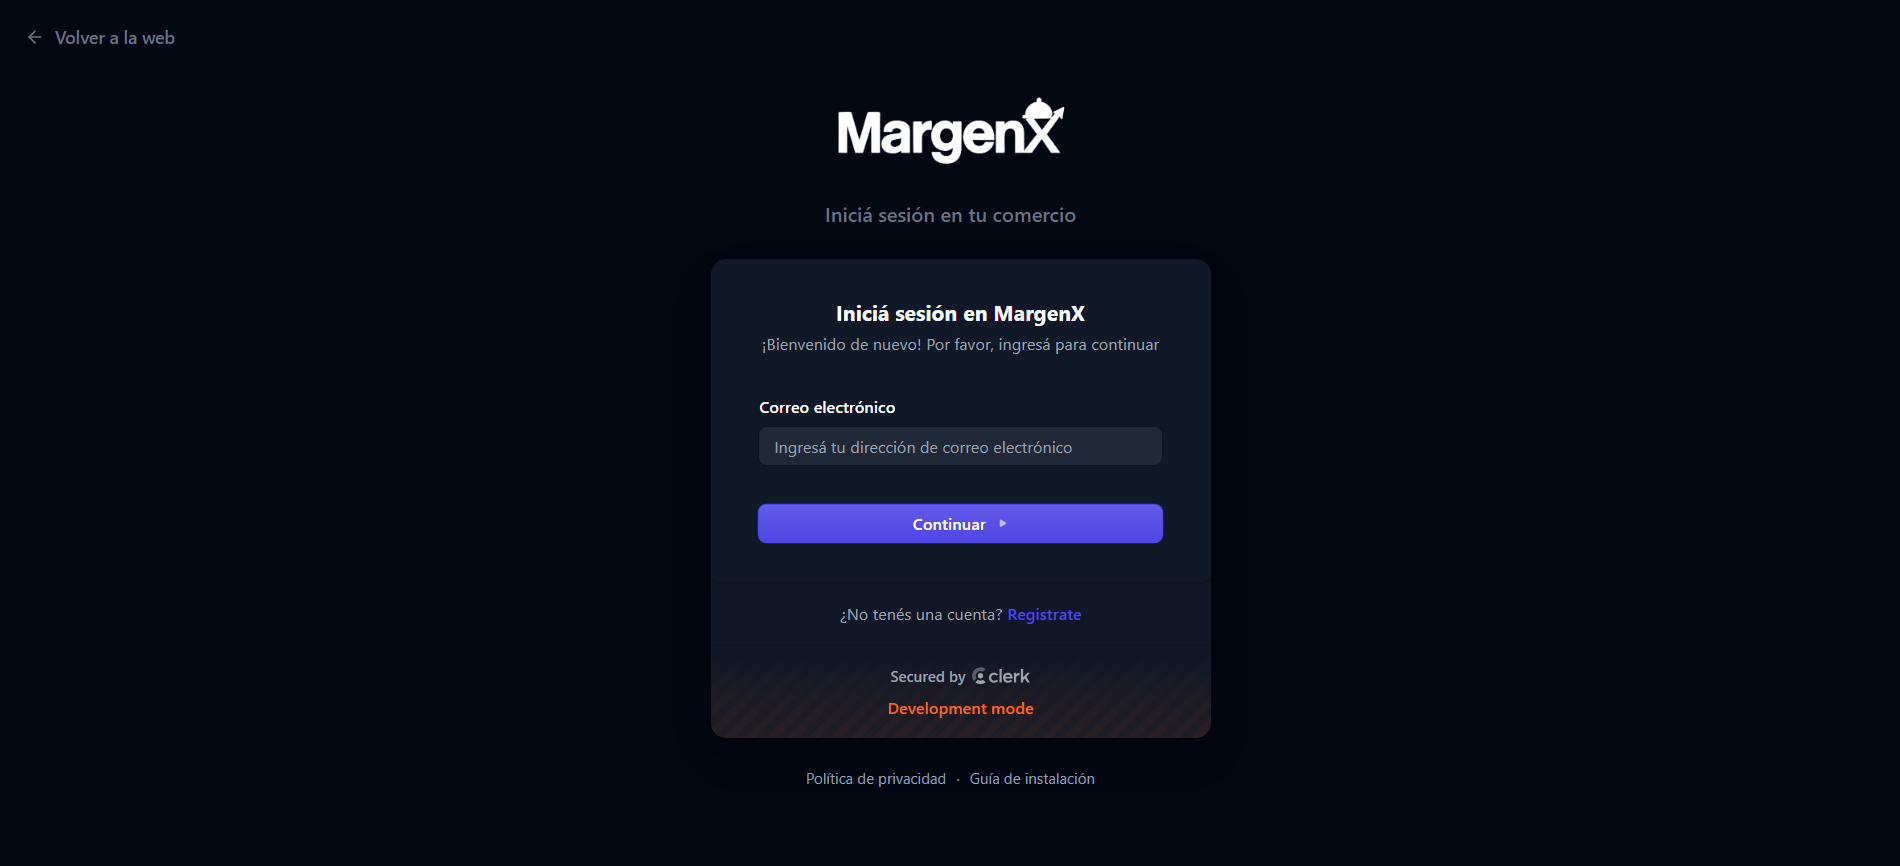 Volver a la web
MargenX
Iniciá sesión en tu comercio
Iniciá sesión en MargenX
¡Bienvenido de nuevo! Por favor, ingresá para continuar
Correo electrónico
Ingresá tu dirección de correo electrónico
Continuar
¿No tenés una cuenta? Registrate
Secured by clerk
Development mode
Política de privacidad · Guía de instalación